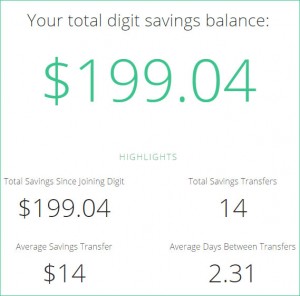 Your total digit savings balance:
$199.04
HIGHLIGHTS
Total Savings Since Joining Digit
$199.04
Total Savings Transfers
14
Average Savings Transfer
$14
Average Days Between Transfers
2.31